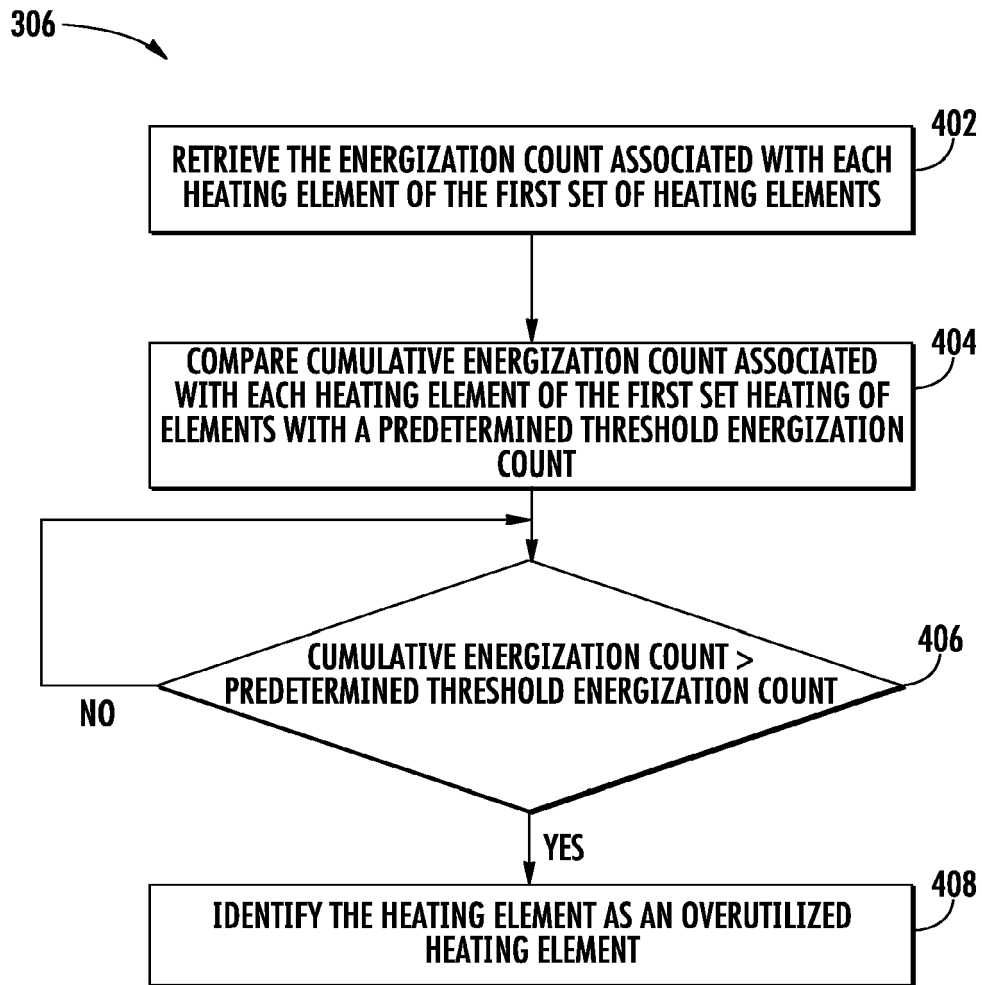 306
402
RETRIEVE THE ENERGIZATION COUNT ASSOCIATED WITH EACH
HEATING ELEMENT OF THE FIRST SET OF HEATING ELEMENTS
404
COMPARE CUMULATIVE ENERGIZATION COUNT ASSOCIATED
WITH EACH HEATING ELEMENT OF THE FIRST SET HEATING OF
ELEMENTS WITH A PREDETERMINED THRESHOLD ENERGIZATION
COUNT
406
CUMULATIVE ENERGIZATION COUNT >
PREDETERMINED THRESHOLD ENERGIZATION COUNT
NO
YES
408
IDENTIFY THE HEATING ELEMENT AS AN OVERUTILIZED
HEATING ELEMENT